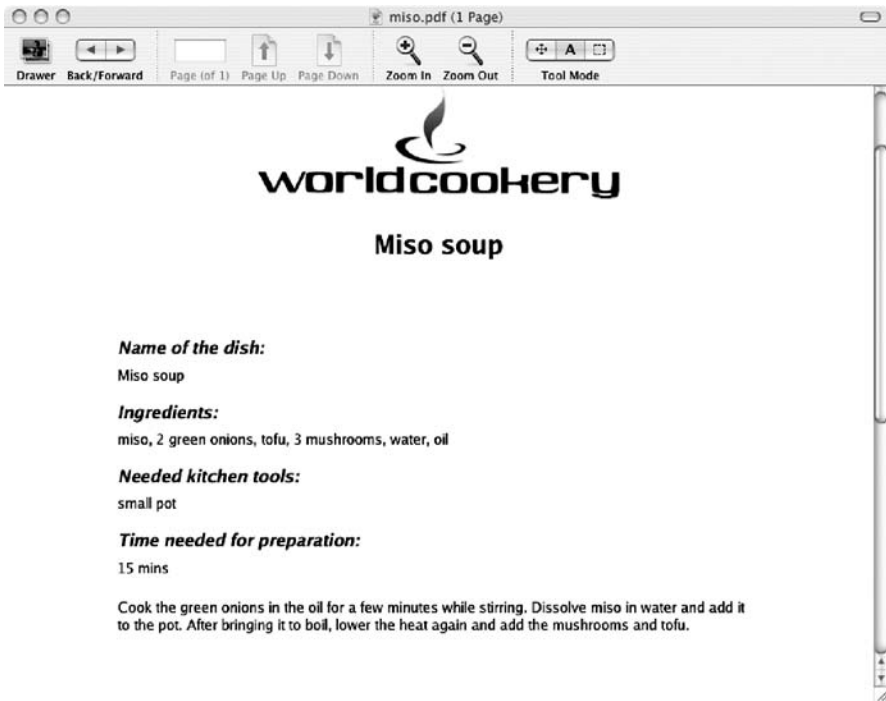 miso.pdf (1 Page)
Drawer Back/Forward Page (of 1) Page Up Page Down Zoom In Zoom Out A Tool Mode
worldcookery
Miso soup
Name of the dish:
Miso soup
Ingredients:
miso, 2 green onions, tofu, 3 mushrooms, water, oil
Needed kitchen tools:
small pot
Time needed for preparation:
15 mins
Cook the green onions in the oil for a few minutes while stirring. Dissolve miso in water and add it
to the pot. After bringing it to boil, lower the heat again and add the mushrooms and tofu.